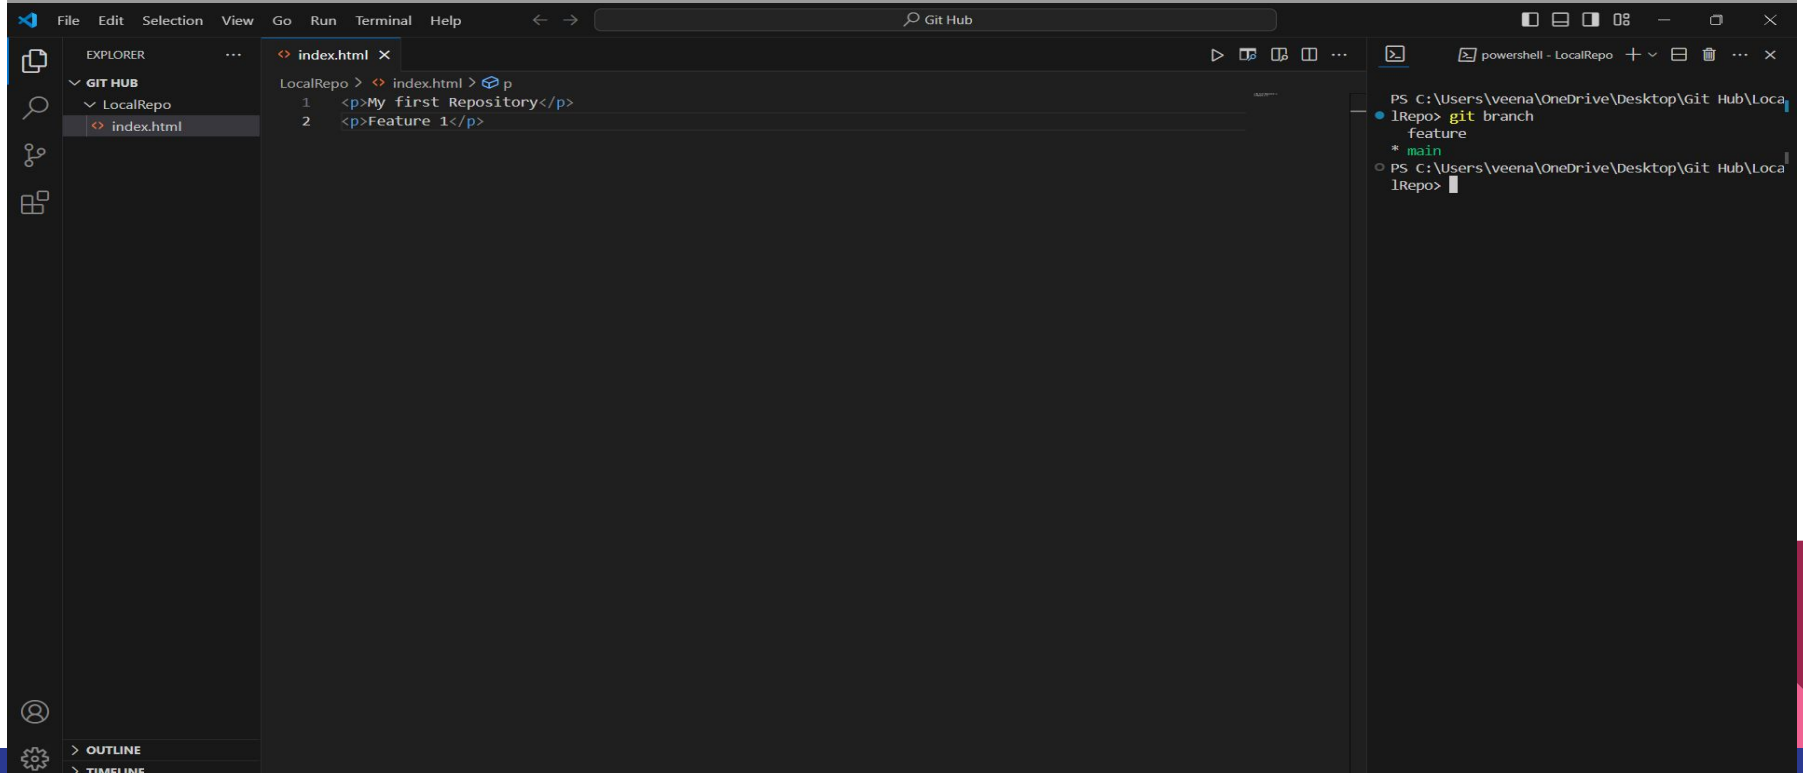 File Edit Selection View Go Run Terminal Help
Git Hub
EXPLORER
GIT HUB
LocalRepo
index.html
OUTLINE
TIMELINE
index.html
LocalRepo > index.html > p
1 <p>My first Repository</p>
2 <p>Feature 1</p>
powershell - LocalRepo
PS C:\Users\veena\OneDrive\Desktop\Git Hub\Loca
lRepo> git branch
feature
* main
PS C:\Users\veena\OneDrive\Desktop\Git Hub\Loca
lRepo>